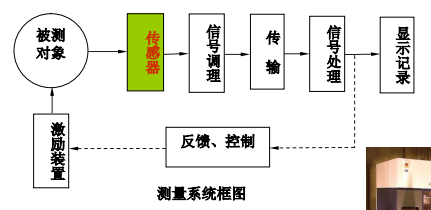 被测
对象
传感器
信号调理
传输
信号处理
显示记录
激励装置
反馈、控制
测量系统框图